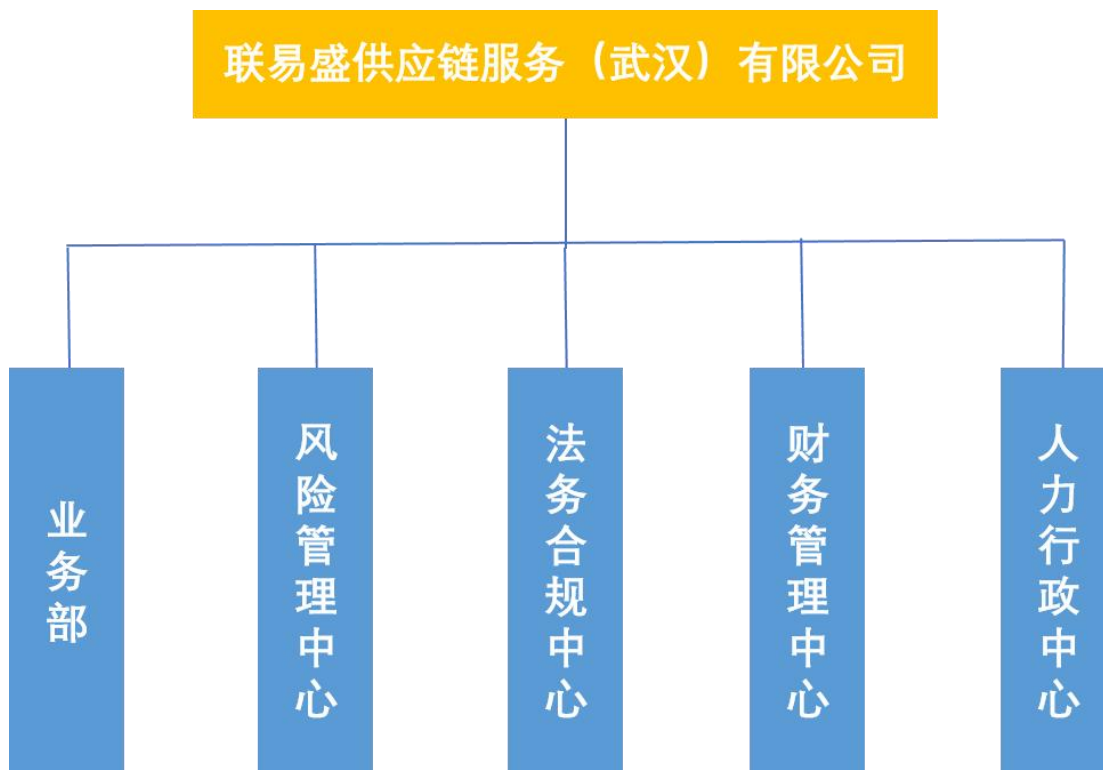 联易盛供应链服务（武汉）有限公司
业务部
风险管理中心
法务合规中心
财务管理中心
人力行政中心